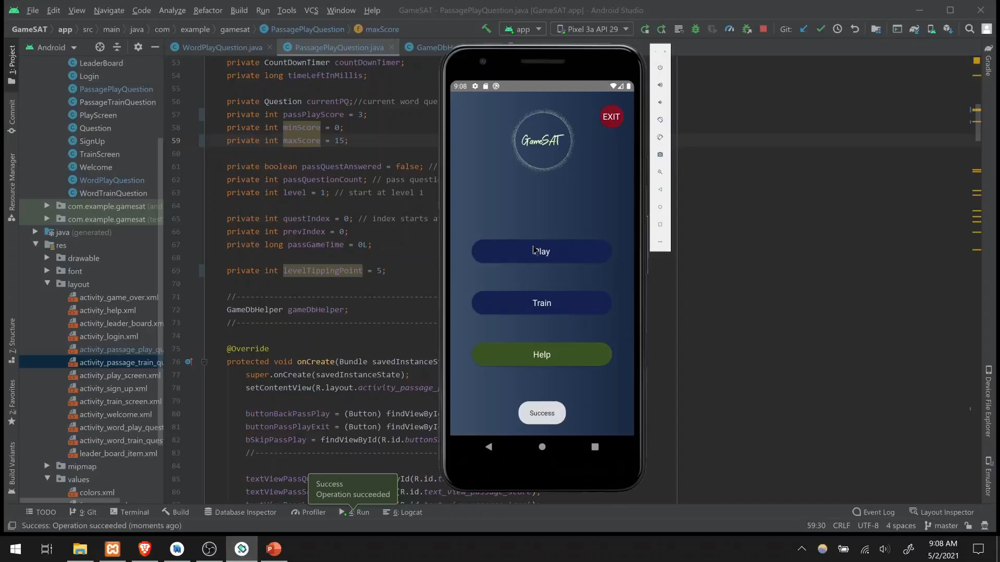 File Edit View Navigate Code Analyze Refactor Build Run Tools VCS Window Help GameSAT - PassagePlayQuestion.java [GameSAT.app] - Android Studio
GameSAT app src main java com example gamesat PassagePlayQuestion maxScore app Pixel 3a API 29 Git:
Android
WordPlayQuestion.java PassagePlayQuestion.java GameDbH
1: Project
Commit
Resource Manager
7: Structure
2: Favorites
Build Variants
LeaderBoard
Login
PassagePlayQuestion
PassageTrainQuestion
PlayScreen
Question
SignUp
TrainScreen
Welcome
WordPlayQuestion
WordTrainQuestion
com.example.gamesat (and
com.example.gamesat (test
java (generated)
res
drawable
font
layout
activity_game_over.xml
activity_help.xml
activity_leader_board.xm
activity_login.xml
activity_passage_play_qu
activity_passage_train_qu
activity_play_screen.xml
activity_sign_up.xml
activity_train_screen.xml
activity_welcome.xml
activity_word_play_quest
activity_word_train_ques
leader_board_item.xml
mipmap
values
colors.xml
53 private CountDownTimer countDownTimer;
54 private long timeLeftInMillis;
55
56 private Question currentPQ;//current word que
57 private int passPlayScore = 3;
58 private int minScore = 0;
59 private int maxScore = 15;
60
61 private boolean passQuestAnswered = false; //
62 private int passQuestionCount; // pass questi
63 private int level = 1; // start at level 1
64
65 private int questIndex = 0; // index starts a
66 private int prevIndex = 0;
67 private long passGameTime = 0L;
68
69 private int levelTippingPoint = 5;
70
71 //------------------------------------------
72 GameDbHelper gameDbHelper;
73 //------------------------------------------
74
75 @Override
76 protected void onCreate(Bundle savedInstanceSt
77 super.onCreate(savedInstanceState);
78 setContentView(R.layout.activity_passage_
79
80 buttonBackPassPlay = (Button) findViewById
81 buttonPassPlayExit = (Button) findViewById
82 bSkipPassPlay = findViewById(R.id.buttonS
83 //---------------------------------------
84
85 textViewPassQ yId(R.id.t
86 textViewPassS (R.id.text_view_passage_score);
9:08
EXIT
GameSAT
Play
Train
Help
Success
Success
Operation succeeded
Gradle
Device File Explorer
Emulator
TODO 9: Git Terminal Build Database Inspector Profiler 4: Run 6: Logcat Event Log Layout Inspector
Success: Operation succeeded (moments ago) 59:30 CRLF UTF-8 4 spaces master
9:08 AM
5/2/2021